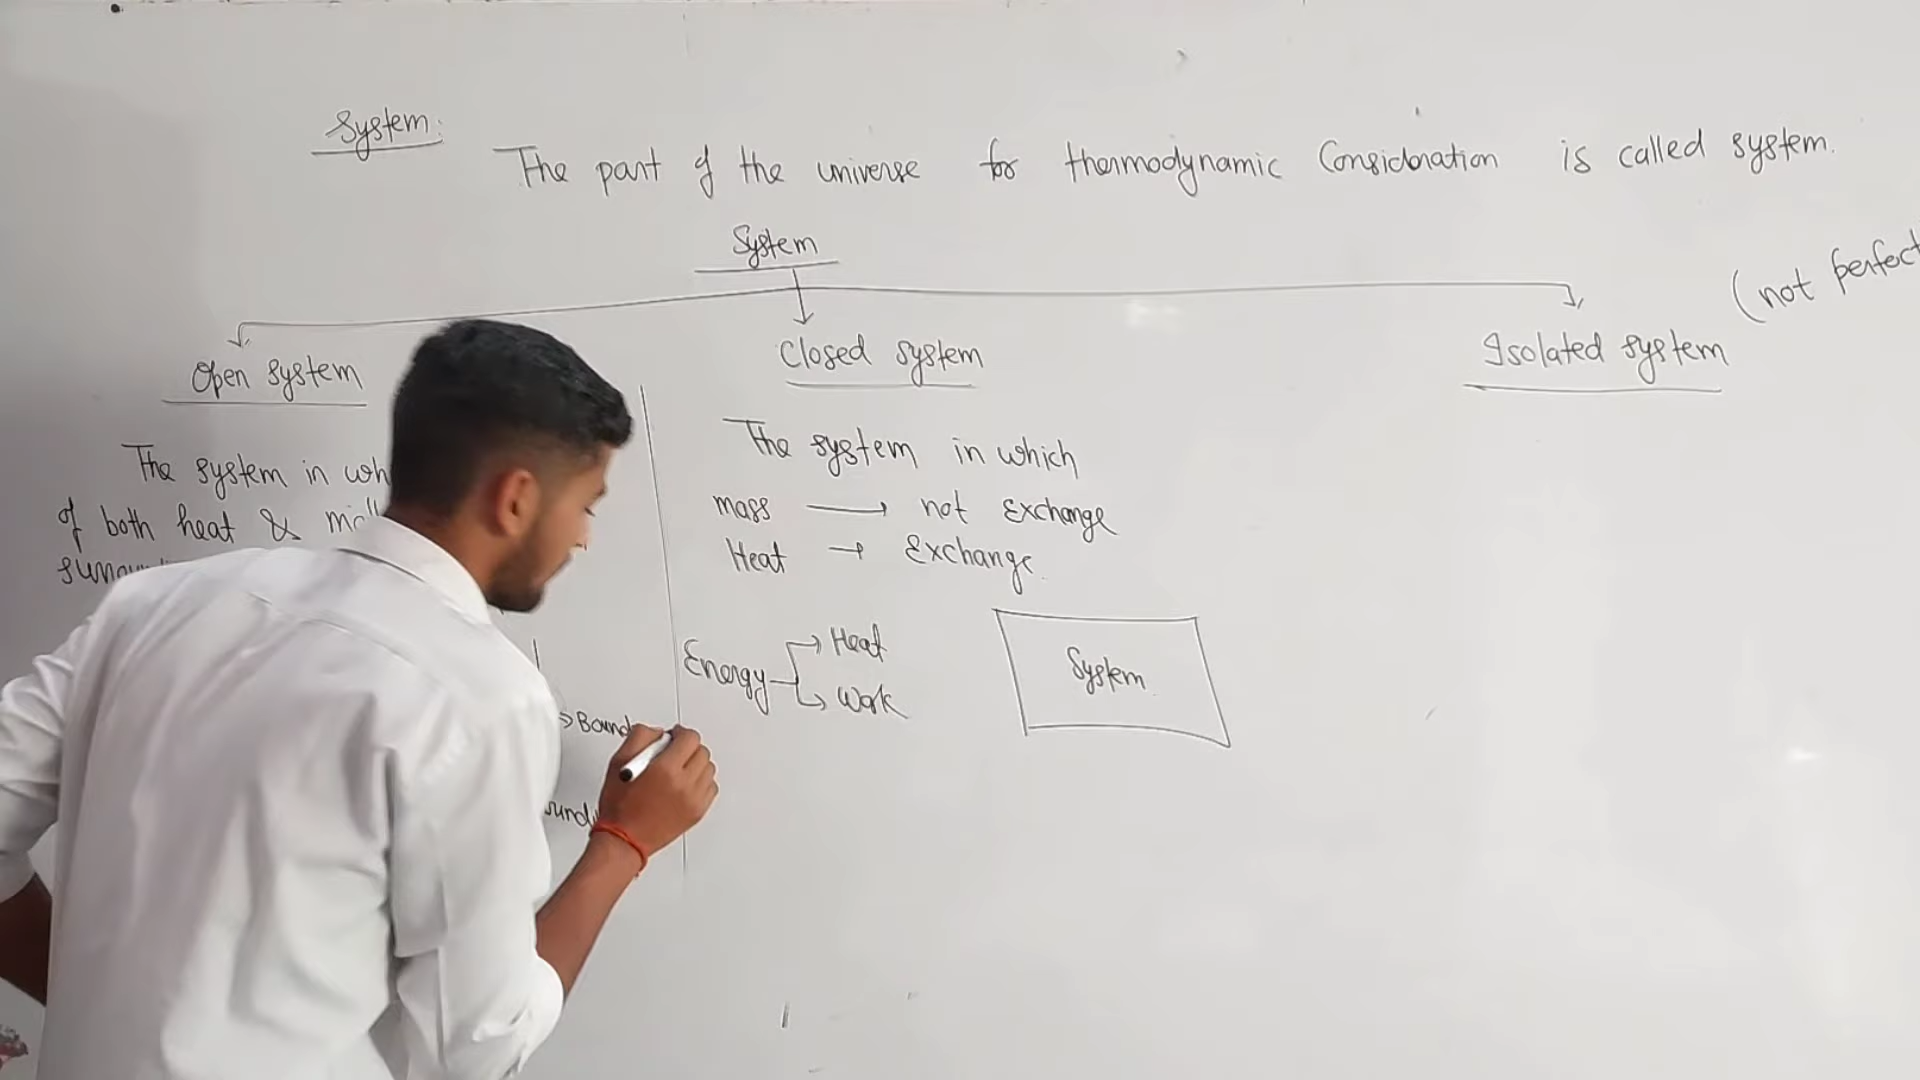 System:
The part of the universe for thermodynamic Consideration is called system.
System
(not perfect
Open system
The system in
of both heat &
Closed system
The system in which
mass → not Exchange
Heat → Exchange.
Energy → Heat
→ Work
System
Isolated system